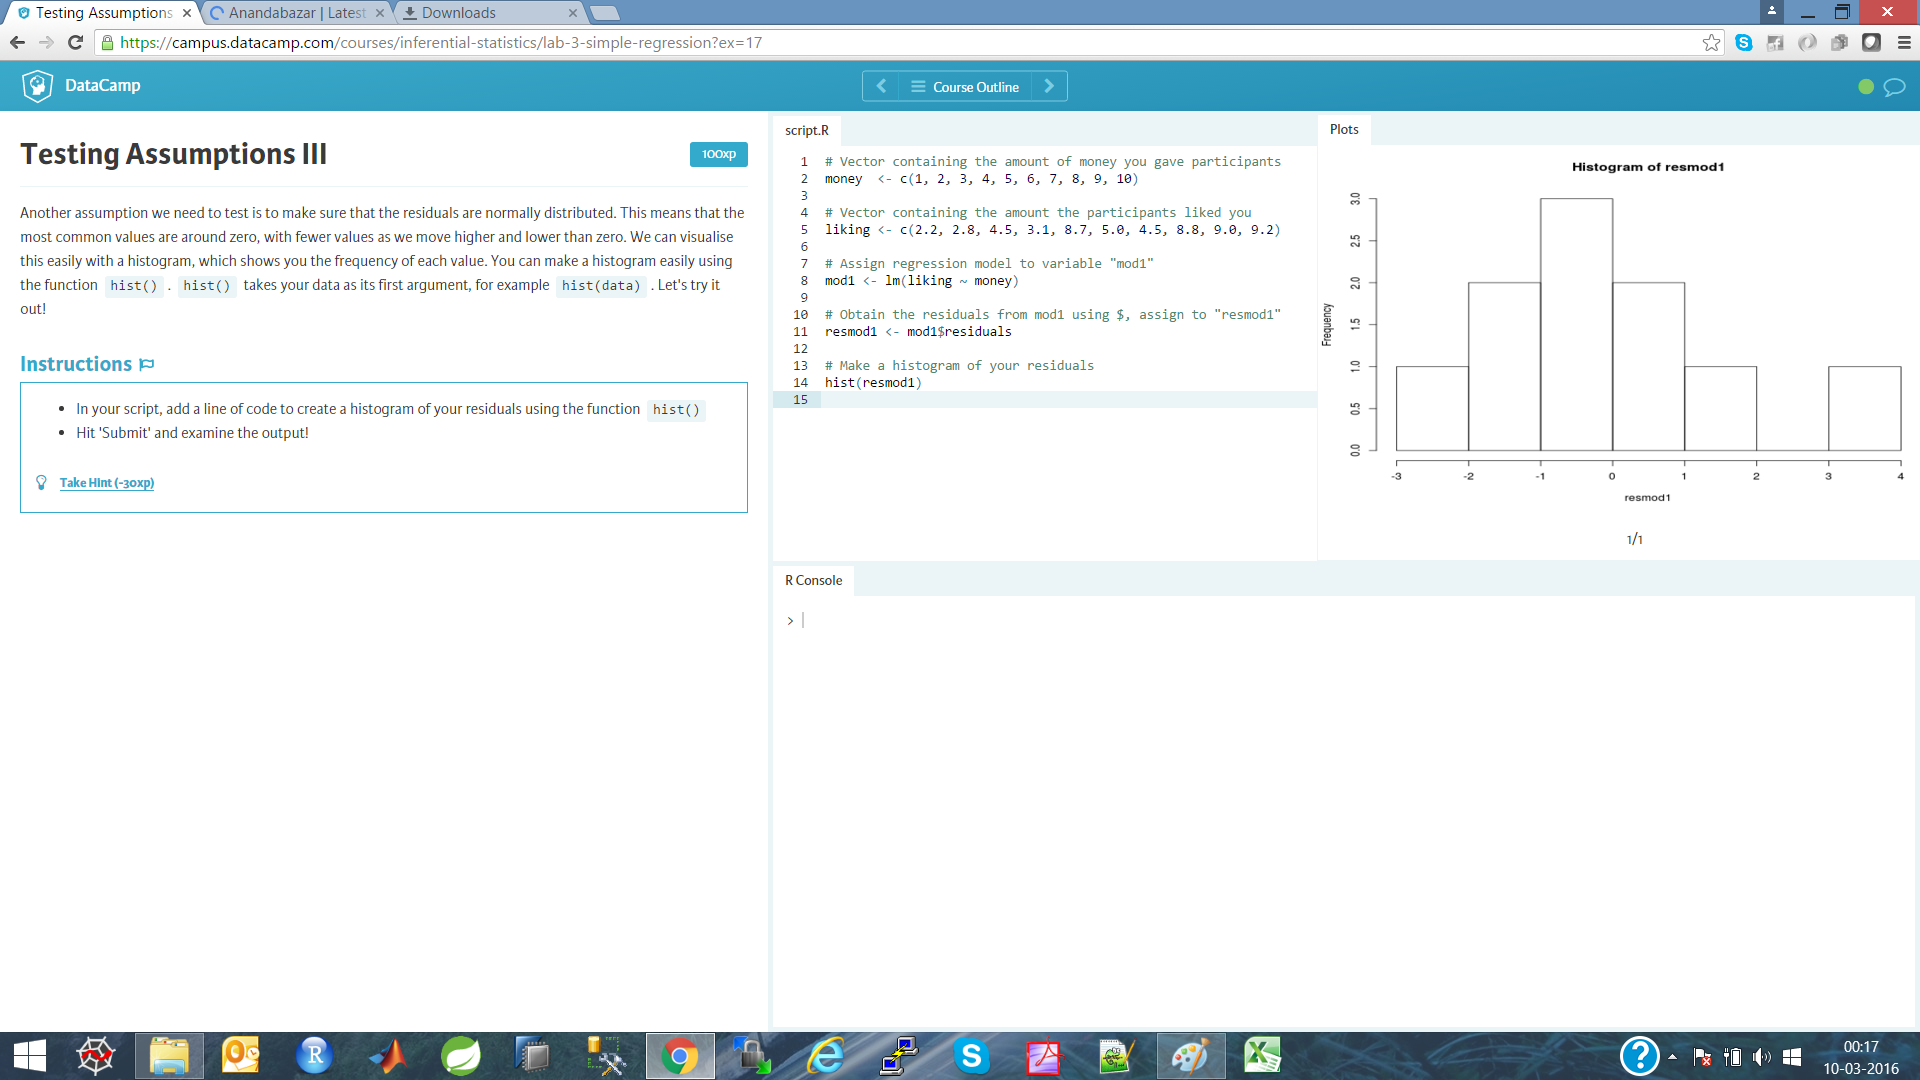 Testing Assumptions
Anandabazar | Latest
Downloads
https://campus.datacamp.com/courses/inferential-statistics/lab-3-simple-regression?ex=17
DataCamp
Course Outline
Testing Assumptions III
100xp
Another assumption we need to test is to make sure that the residuals are normally distributed. This means that the
most common values are around zero, with fewer values as we move higher and lower than zero. We can visualise
this easily with a histogram, which shows you the frequency of each value. You can make a histogram easily using
the function hist() . hist() takes your data as its first argument, for example hist(data) . Let's try it
out!
Instructions
• In your script, add a line of code to create a histogram of your residuals using the function hist()
• Hit 'Submit' and examine the output!
Take Hint (-30xp)
script.R
1 # Vector containing the amount of money you gave participants
2 money <- c(1, 2, 3, 4, 5, 6, 7, 8, 9, 10)
3
4 # Vector containing the amount the participants liked you
5 liking <- c(2.2, 2.8, 4.5, 3.1, 8.7, 5.0, 4.5, 8.8, 9.0, 9.2)
6
7 # Assign regression model to variable "mod1"
8 mod1 <- lm(liking ~ money)
9
10 # Obtain the residuals from mod1 using $, assign to "resmod1"
11 resmod1 <- mod1$residuals
12
13 # Make a histogram of your residuals
14 hist(resmod1)
15
Plots
Histogram of resmod1
Frequency
3.0
2.5
2.0
1.5
1.0
0.5
0.0
-3 -2 -1 0 1 2 3 4
resmod1
1/1
R Console
>
00:17
10-03-2016